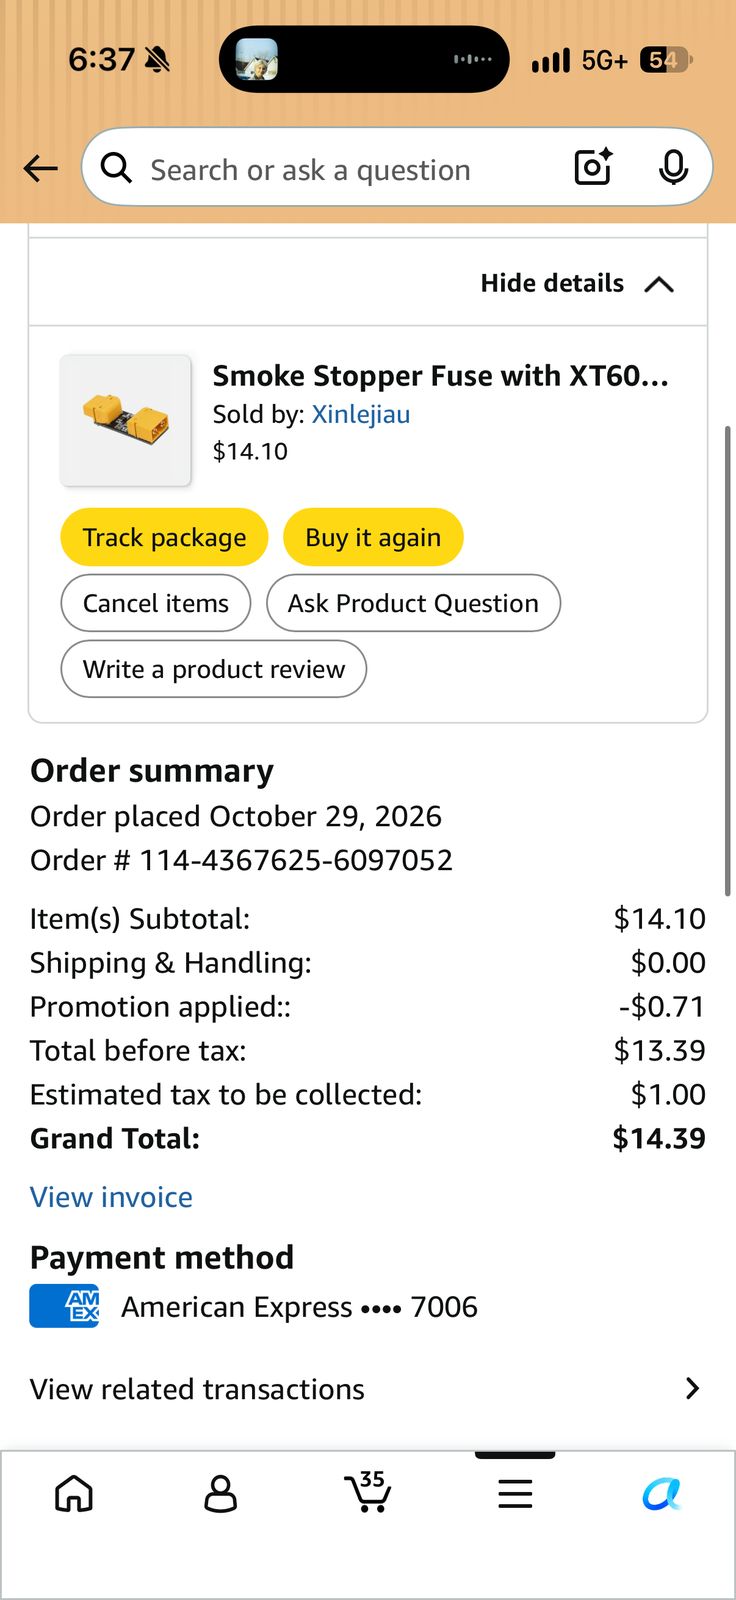 6:37
5G+
54
Search or ask a question
Hide details
Smoke Stopper Fuse with XT60...
Sold by: Xinlejiau
$14.10
Track package
Buy it again
Cancel items
Ask Product Question
Write a product review
Order summary
Order placed October 29, 2026
Order # 114-4367625-6097052
Item(s) Subtotal: $14.10
Shipping & Handling: $0.00
Promotion applied:: -$0.71
Total before tax: $13.39
Estimated tax to be collected: $1.00
Grand Total: $14.39
View invoice
Payment method
AM
EX
American Express •••• 7006
View related transactions
35